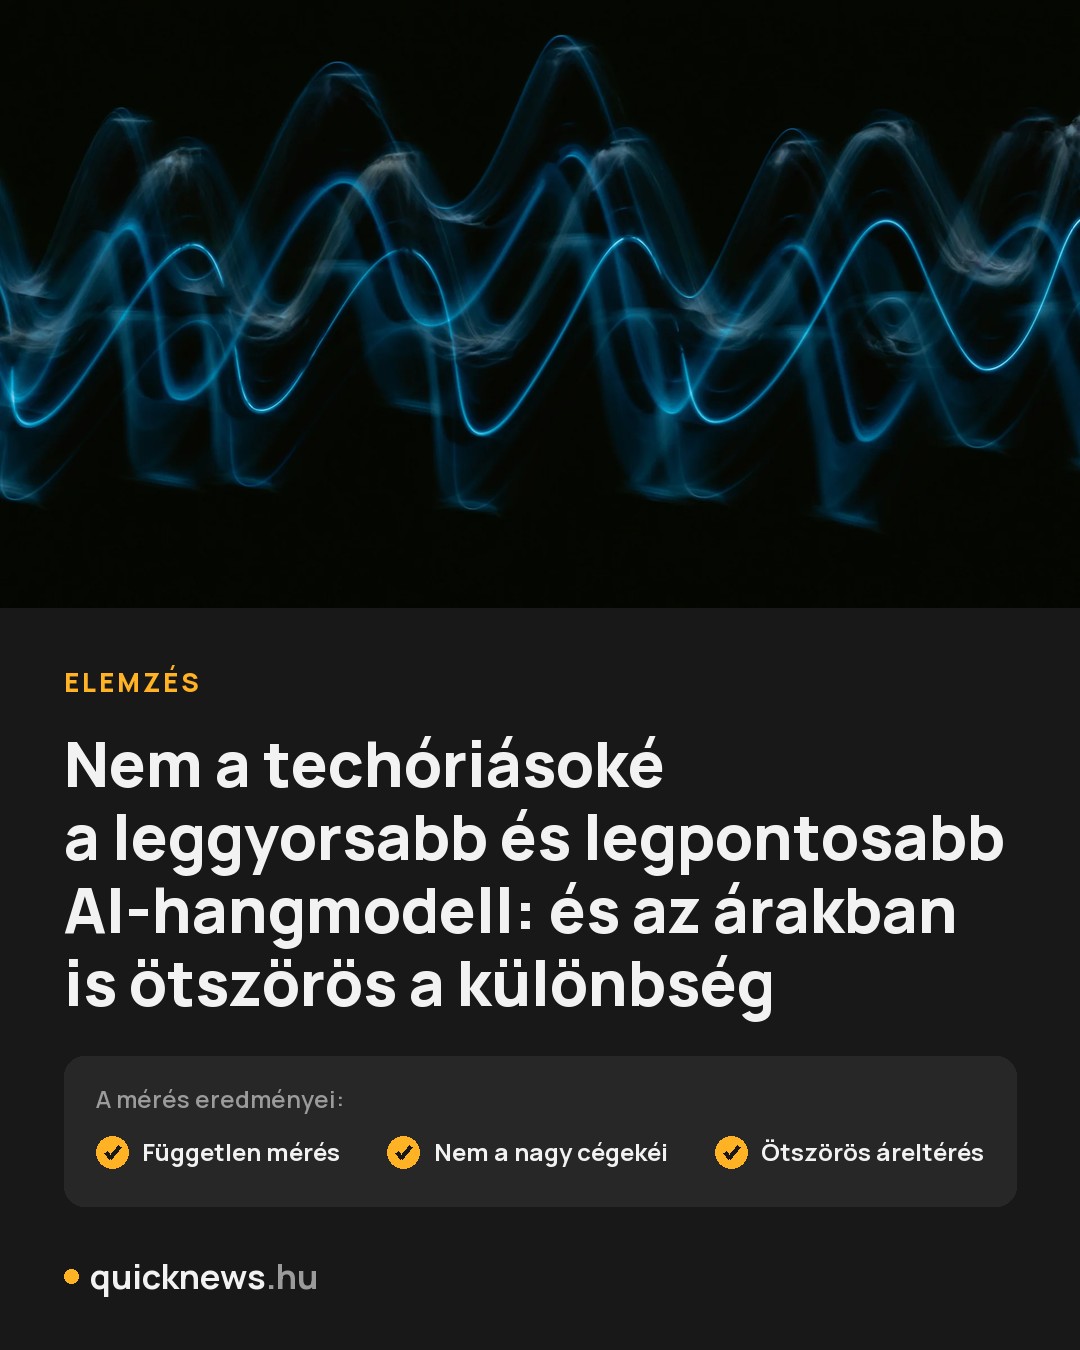 ELEMZÉS
Nem a techóriásoké
a leggyorsabb és legpontosabb
AI-hangmodell: és az árakban
is ötszörös a különbség
A mérés eredményei:
Független mérés
Nem a nagy cégekéi
Ötszörös áreltérés
quicknews.hu